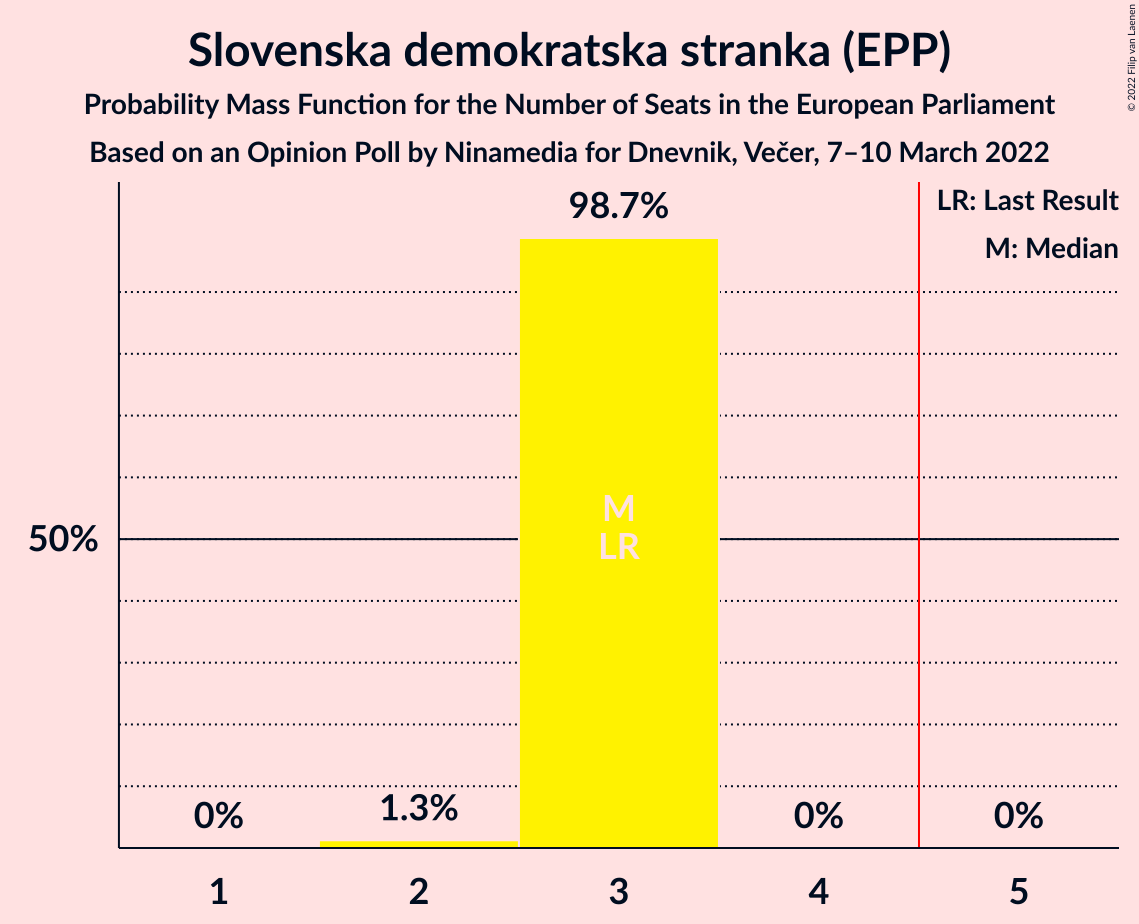 Slovenska demokratska stranka (EPP)
Probability Mass Function for the Number of Seats in the European Parliament
Based on an Opinion Poll by Ninamedia for Dnevnik, Večer, 7–10 March 2022
© 2022 Filip van Laenen
LR: Last Result
M: Median
98.7%
50%
M
LR
0%
1.3%
0%
0%
1
2
3
4
5